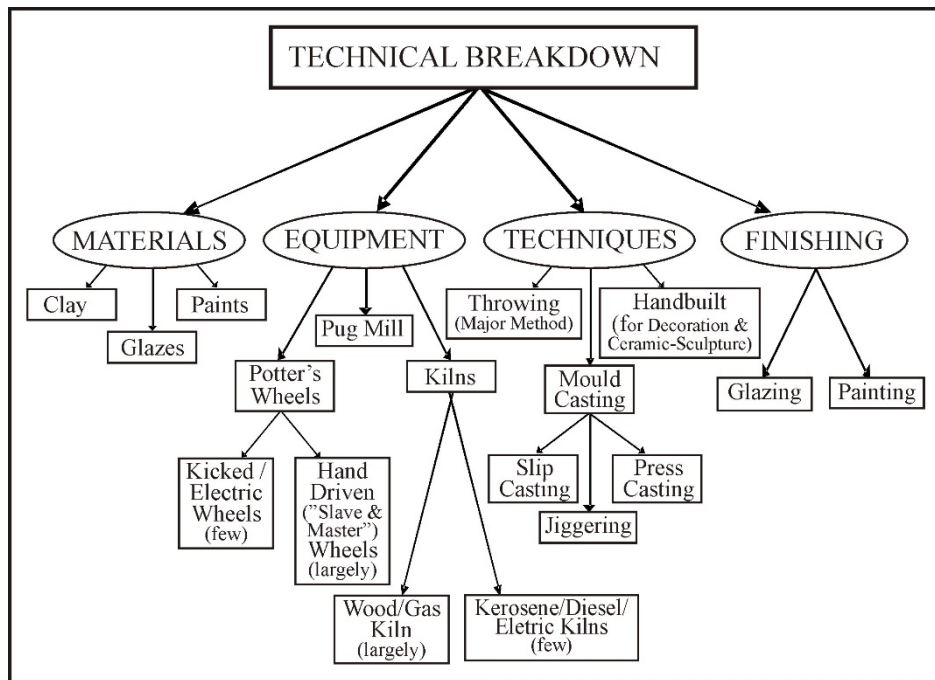 TECHNICAL BREAKDOWN
MATERIALS
EQUIPMENT
TECHNIQUES
FINISHING
Clay
Paints
Glazes
Pug Mill
Potter's
Wheels
Kilns
Kicked /
Electric
Wheels
(few)
Hand
Driven
("Slave &
Master")
Wheels
(largely)
Wood/Gas
Kiln
(largely)
Kerosene/Diesel/
Eletric Kilns
(few)
Throwing
(Major Method)
Handbuilt
(for Decoration &
Ceramic-Sculpture)
Mould
Casting
Slip
Casting
Press
Casting
Jiggering
Glazing
Painting